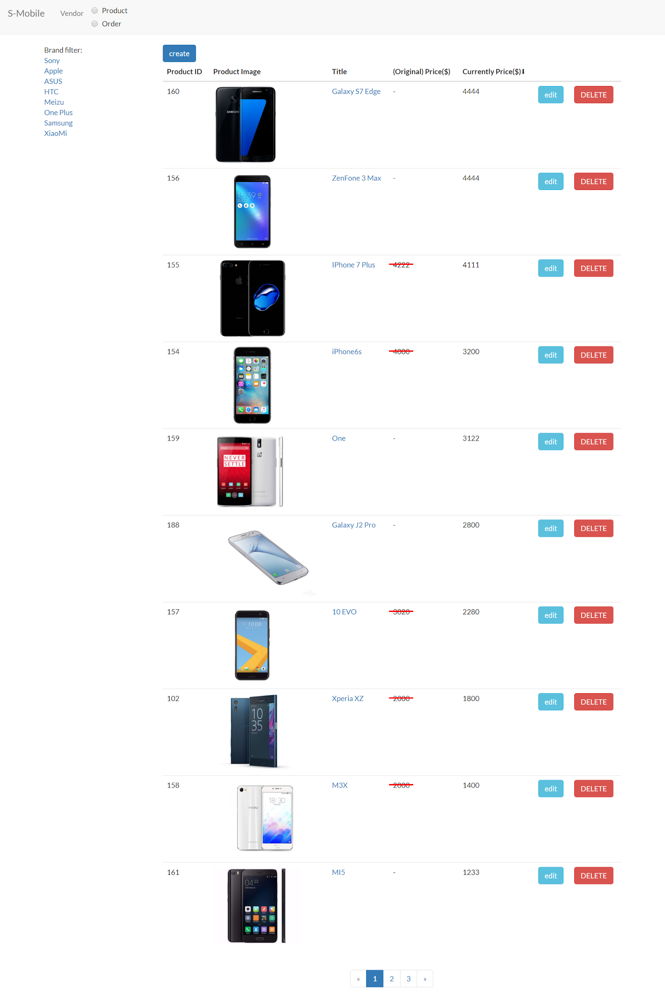 S-Mobile
Vendor
Product
Order
Brand filter:
Sony
Apple
ASUS
HTC
Meizu
One Plus
Samsung
XiaoMi
create
Product ID Product Image Title (Original) Price($) Currently Price($)⬇
160 Galaxy S7 Edge - 4444 edit DELETE
SAMSUNG
SAMSUNG
156 ZenFone 3 Max - 4444 edit DELETE
15:39
155 IPhone 7 Plus 4222 4111 edit DELETE
iPhone
154 iPhone6s 4000 3200 edit DELETE
159 One - 3122 edit DELETE
NEVER
SETTLE
188 Galaxy J2 Pro - 2800 edit DELETE
12:45
157 10 EVO 3020 2280 edit DELETE
10:08
102 Xperia XZ 2000 1800 edit DELETE
10
35
158 M3X 2000 1400 edit DELETE
18:30
MEIZU
161 MI5 - 1233 edit DELETE
04:22
« 1 2 3 »